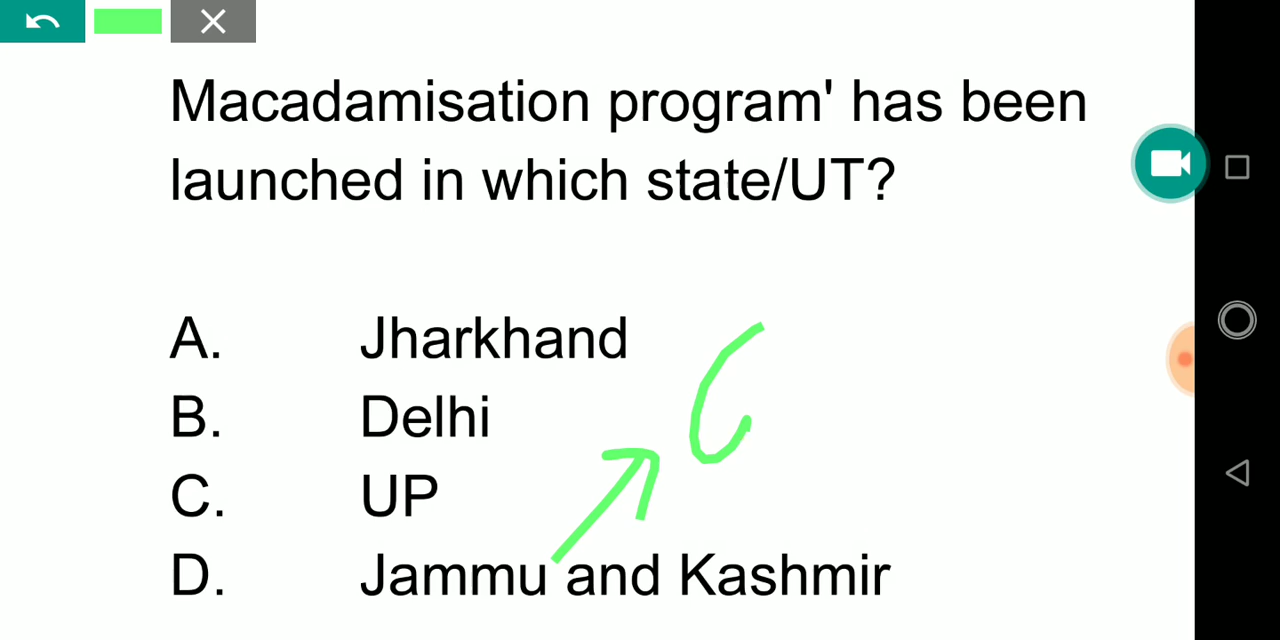 Macadamisation program' has been
launched in which state/UT?
A. Jharkhand
B. Delhi
C. UP
D. Jammu and Kashmir